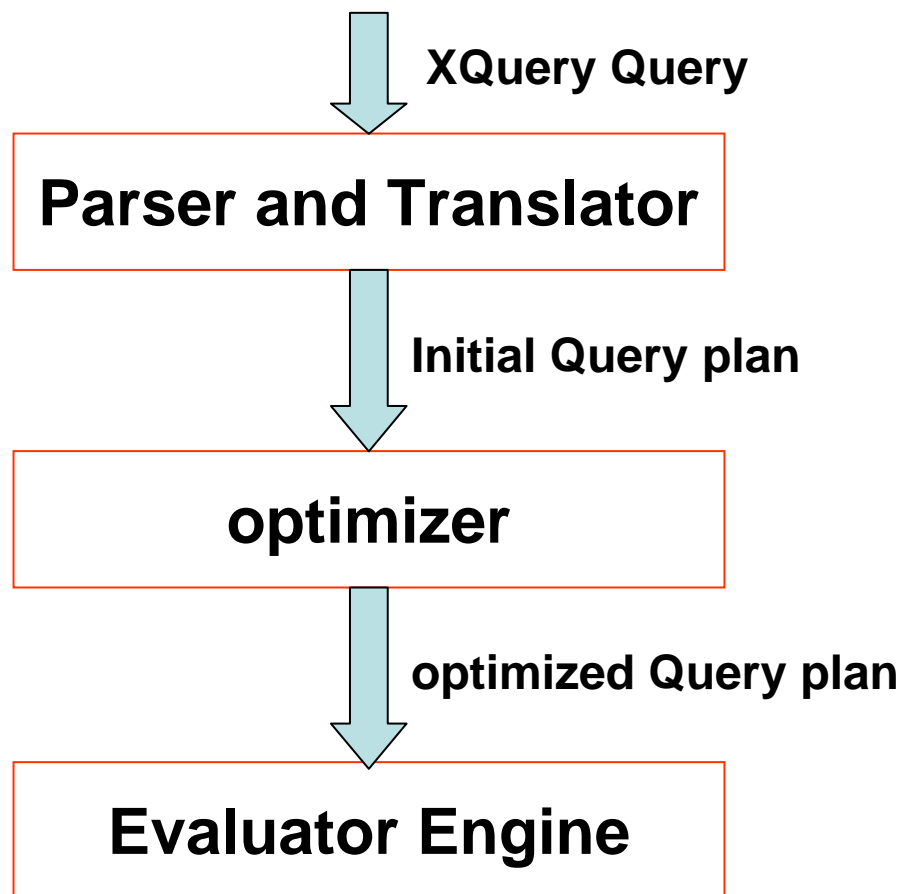 XQuery Query
Parser and Translator
Initial Query plan
optimizer
optimized Query plan
Evaluator Engine